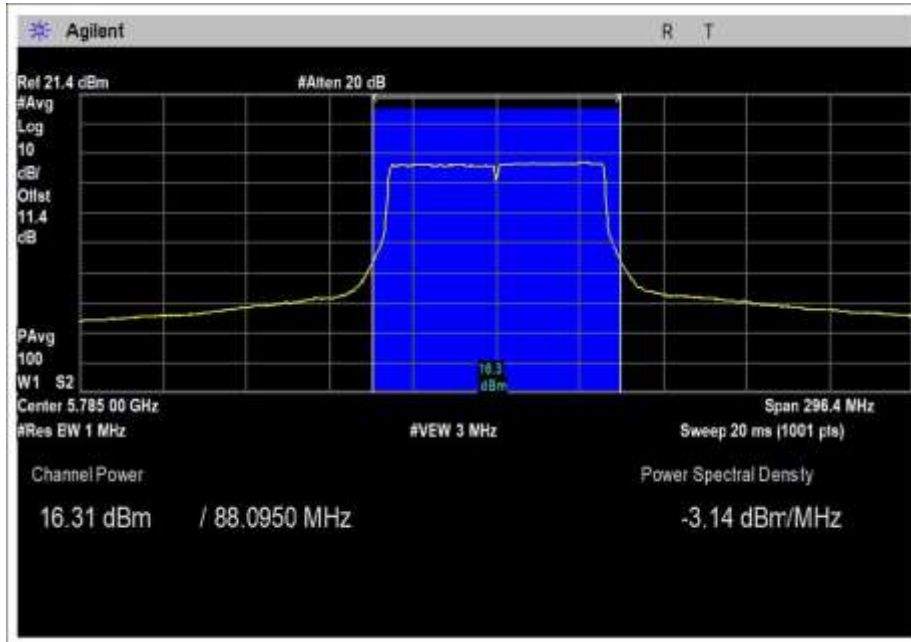 Agilent R T
Ref 21.4 dBm #Atten 20 dB
#Avg
Log
10
dB/
Offst
11.4
dB
PAvg
100
W1 S2
16.3
dBm
Center 5.785 00 GHz Span 296.4 MHz
#Res BW 1 MHz #VBW 3 MHz Sweep 20 ms (1001 pts)
Channel Power Power Spectral Density
16.31 dBm / 88.0950 MHz -3.14 dBm/MHz